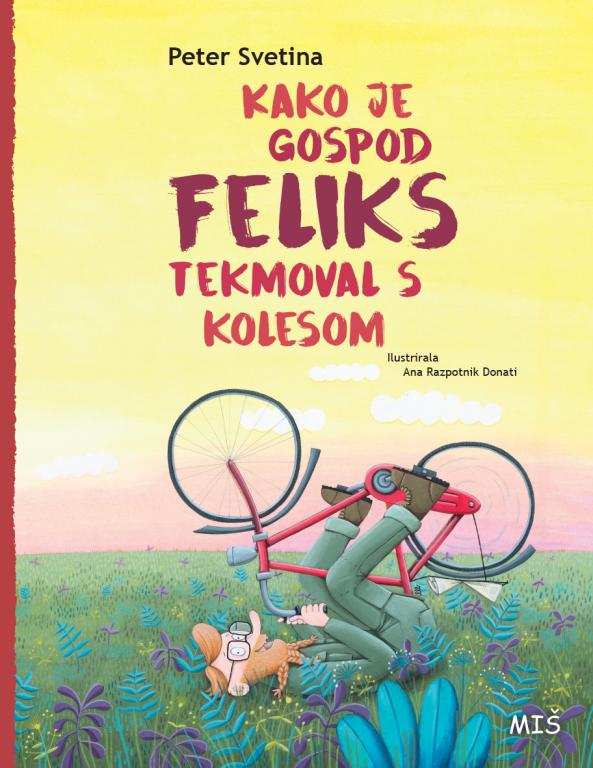 Peter Svetina
KAKO JE
GOSPOD
FELIKS
TEKMOVAL S
KOLESOM
Ilustrirala
Ana Razpotnik Donati
MIŠ